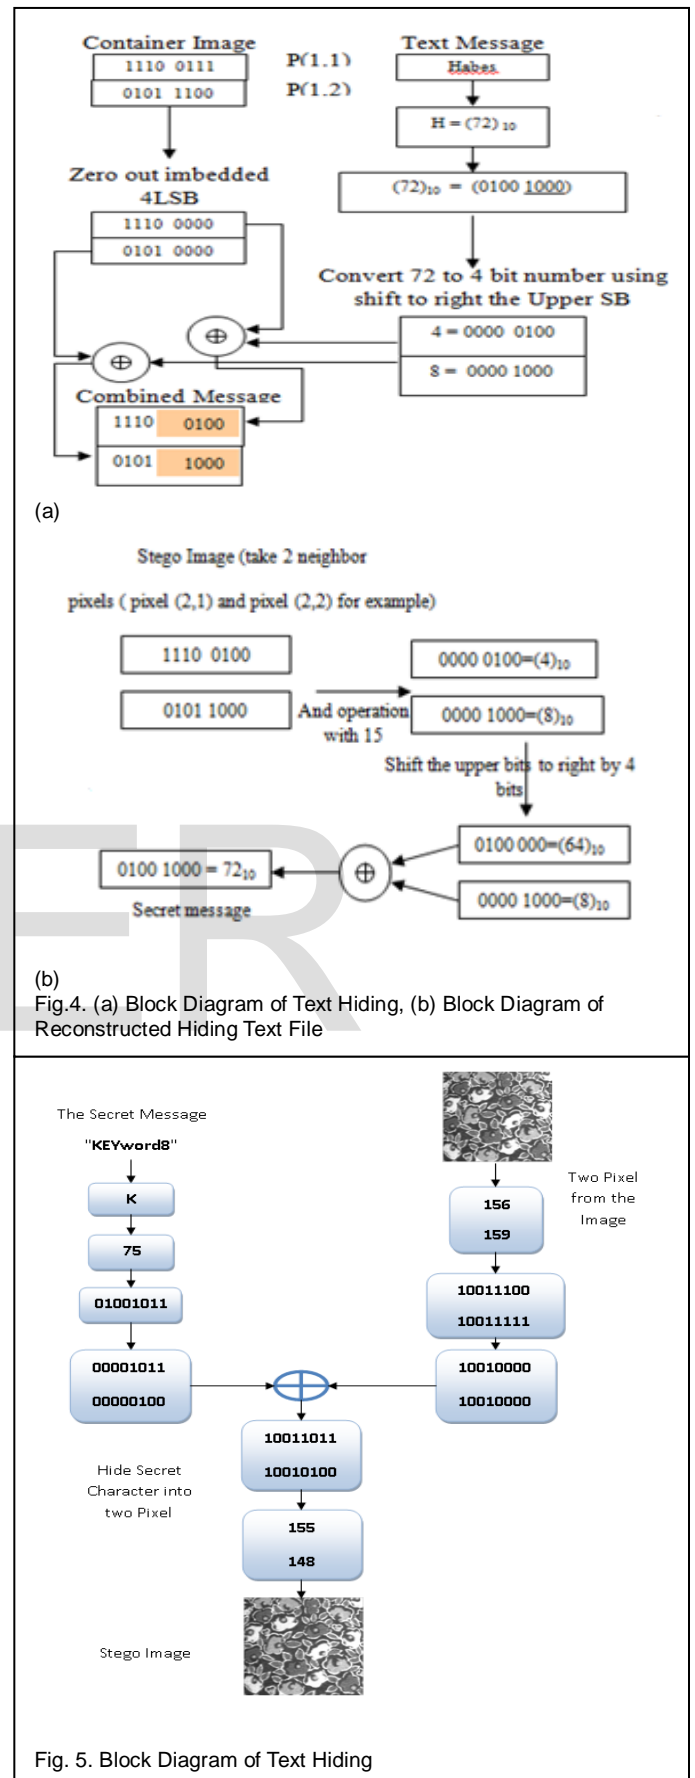 Container Image
1110 0111
0101 1100
P(1.1)
P(1.2)
Text Message
Habes
H = (72) 10
(72)10 = (0100 1000)
Zero out imbedded
4LSB
1110 0000
0101 0000
Convert 72 to 4 bit number using
shift to right the Upper SB
4 = 0000 0100
8 = 0000 1000
⊕
⊕
Combined Message
1110 0100
0101 1000
(a)
Stego Image (take 2 neighbor
pixels ( pixel (2,1) and pixel (2,2) for example)
1110 0100
0101 1000
And operation
with 15
0000 0100=(4)10
0000 1000=(8)10
Shift the upper bits to right by 4
bits
0100 000=(64)10
0000 1000=(8)10
⊕
0100 1000 = 7210
Secret message
(b)
Fig.4. (a) Block Diagram of Text Hiding, (b) Block Diagram of
Reconstructed Hiding Text File
ER
The Secret Message
"KEYword8"
K
75
01001011
00001011
00000100
Two Pixel
from the
Image
156
159
10011100
10011111
10010000
10010000
10011011
10010100
Hide Secret
Character into
two Pixel
155
148
Stego Image
Fig. 5. Block Diagram of Text Hiding